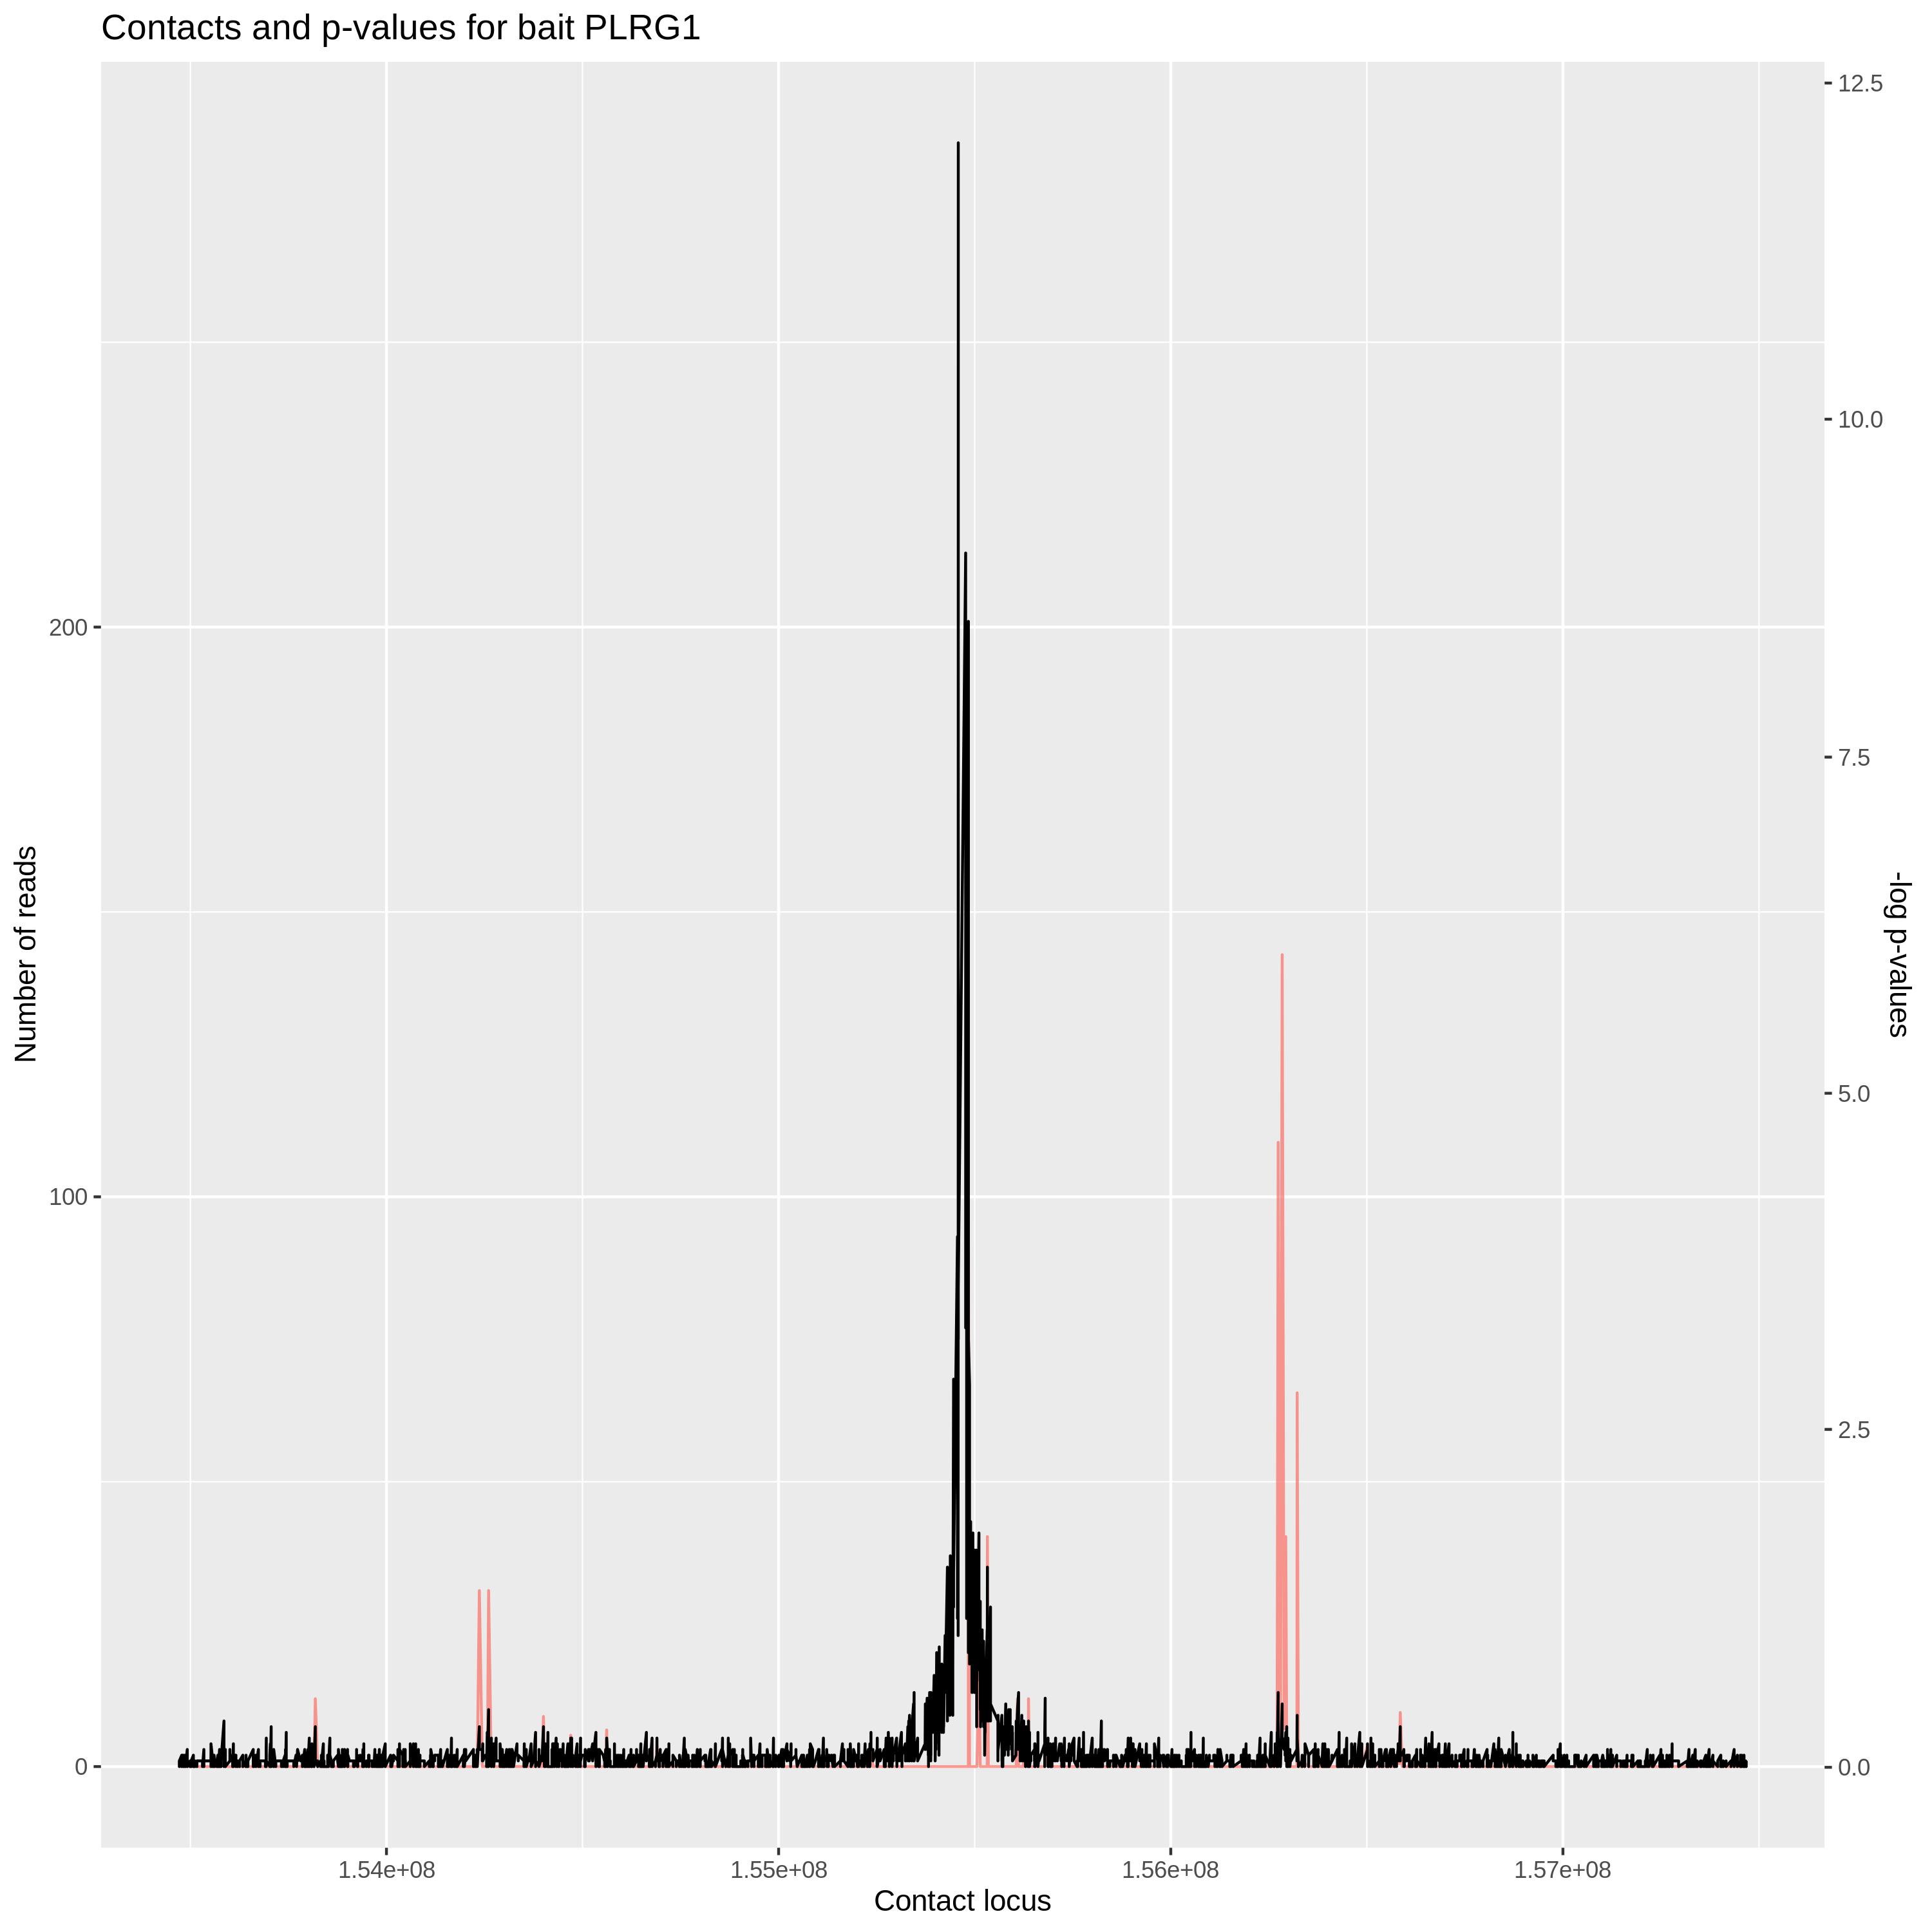 Contacts and p-values for bait PLRG1
12.5
10.0
200
7.5
Number of reads
-log p-values
5.0
100
2.5
0
0.0
1.54e+08
1.55e+08
1.56e+08
1.57e+08
Contact locus